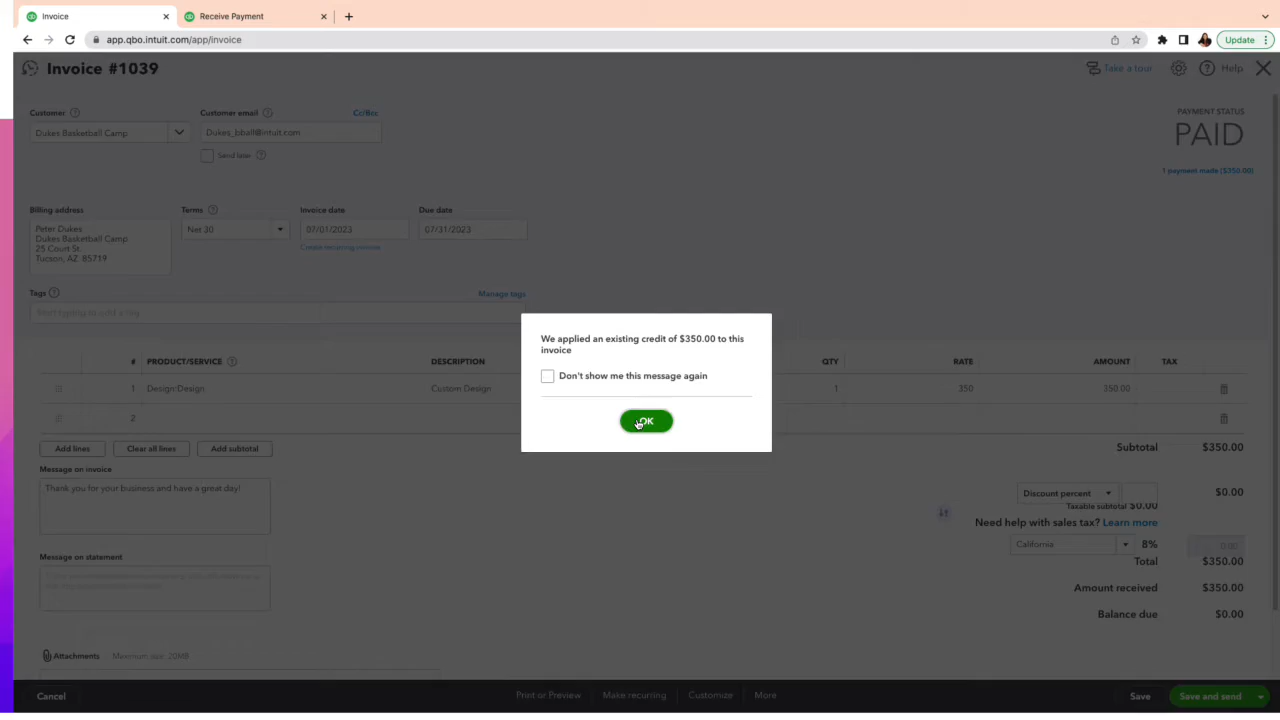 Invoice
Receive Payment
app.qbo.intuit.com/app/invoice
Update
Invoice #1039
Take a tour
Help
Customer
Customer email
Cc/Bcc
Dukes Basketball Camp
Dukes_bball@intuit.com
Send later
PAYMENT STATUS
PAID
1 payment made ($350.00)
Billing address
Terms
Invoice date
Due date
Peter Dukes
Dukes Basketball Camp
25 Court St.
Tucson, AZ 85719
Net 30
07/01/2023
07/31/2023
Create recurring invoice
Tags
Manage tags
Start typing to add a tag
We applied an existing credit of $350.00 to this
invoice
Don't show me this message again
OK
# PRODUCT/SERVICE DESCRIPTION QTY RATE AMOUNT TAX
1 Design:Design Custom Design 1 350 350.00
2
Add lines
Clear all lines
Add subtotal
Subtotal $350.00
Message on invoice
Thank you for your business and have a great day!
Discount percent $0.00
Taxable subtotal $0.00
Need help with sales tax? Learn more
California 8% 0.00
Total $350.00
Message on statement
Amount received $350.00
Balance due $0.00
Attachments Maximum size: 20MB
Cancel
Print or Preview
Make recurring
Customize
More
Save
Save and send